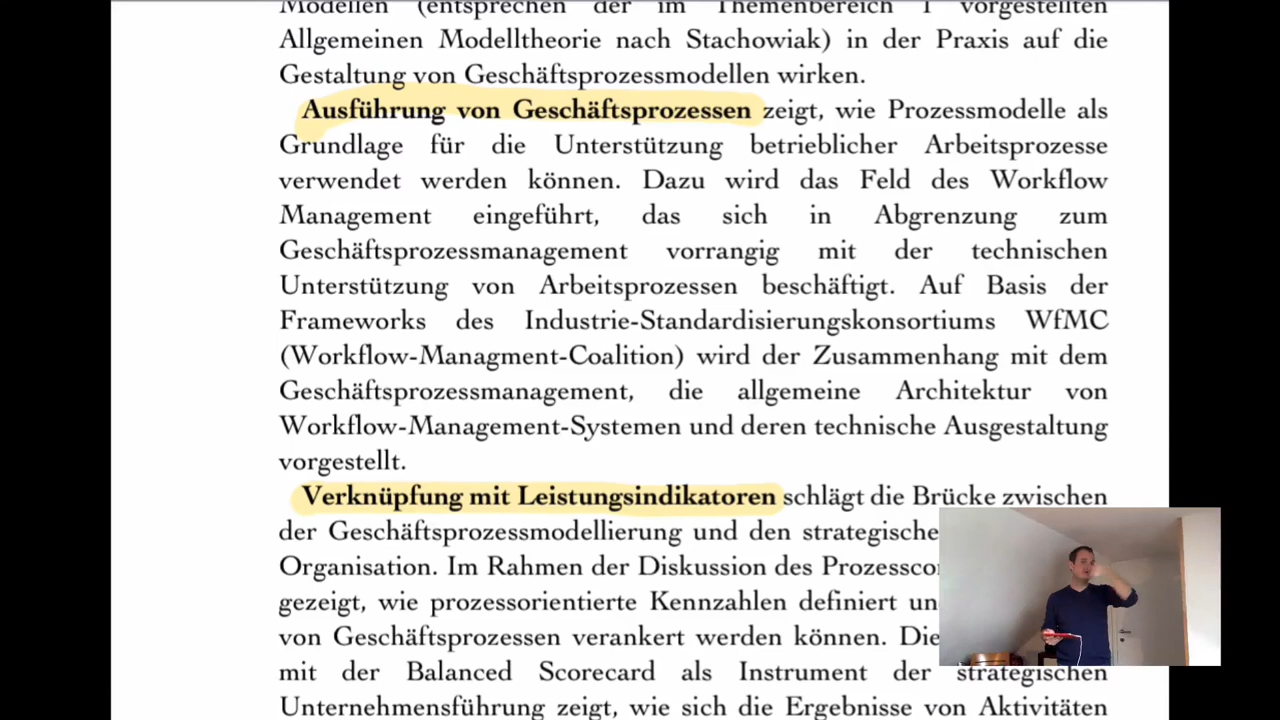 Modellen (entsprechen der im Themenbereich 1 vorgestellten
Allgemeinen Modelltheorie nach Stachowiak) in der Praxis auf die
Gestaltung von Geschäftsprozessmodellen wirken.
Ausführung von Geschäftsprozessen zeigt, wie Prozessmodelle als
Grundlage für die Unterstützung betrieblicher Arbeitsprozesse
verwendet werden können. Dazu wird das Feld des Workflow
Management eingeführt, das sich in Abgrenzung zum
Geschäftsprozessmanagement vorrangig mit der technischen
Unterstützung von Arbeitsprozessen beschäftigt. Auf Basis der
Frameworks des Industrie-Standardisierungskonsortiums WfMC
(Workflow-Managment-Coalition) wird der Zusammenhang mit dem
Geschäftsprozessmanagement, die allgemeine Architektur von
Workflow-Management-Systemen und deren technische Ausgestaltung
vorgestellt.
Verknüpfung mit Leistungsindikatoren schlägt die Brücke zwischen
der Geschäftsprozessmodellierung und den
Organisation. Im Rahmen der Diskussion des
gezeigt, wie prozessorientierte Kennzahlen definiert
von Geschäftsprozessen verankert werden können.
mit der Balanced Scorecard als Instrument der strategischen
Unternehmensführung zeigt, wie sich die Ergebnisse von Aktivitäten